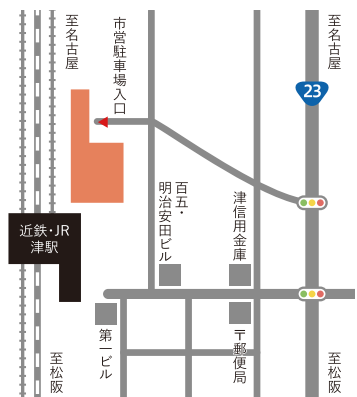 至名古屋
市営駐車場入口
至名古屋
23
百五・
明治安田ビル
津信用金庫
近鉄・JR
津駅
第一ビル
〒郵便局
至松阪
至松阪